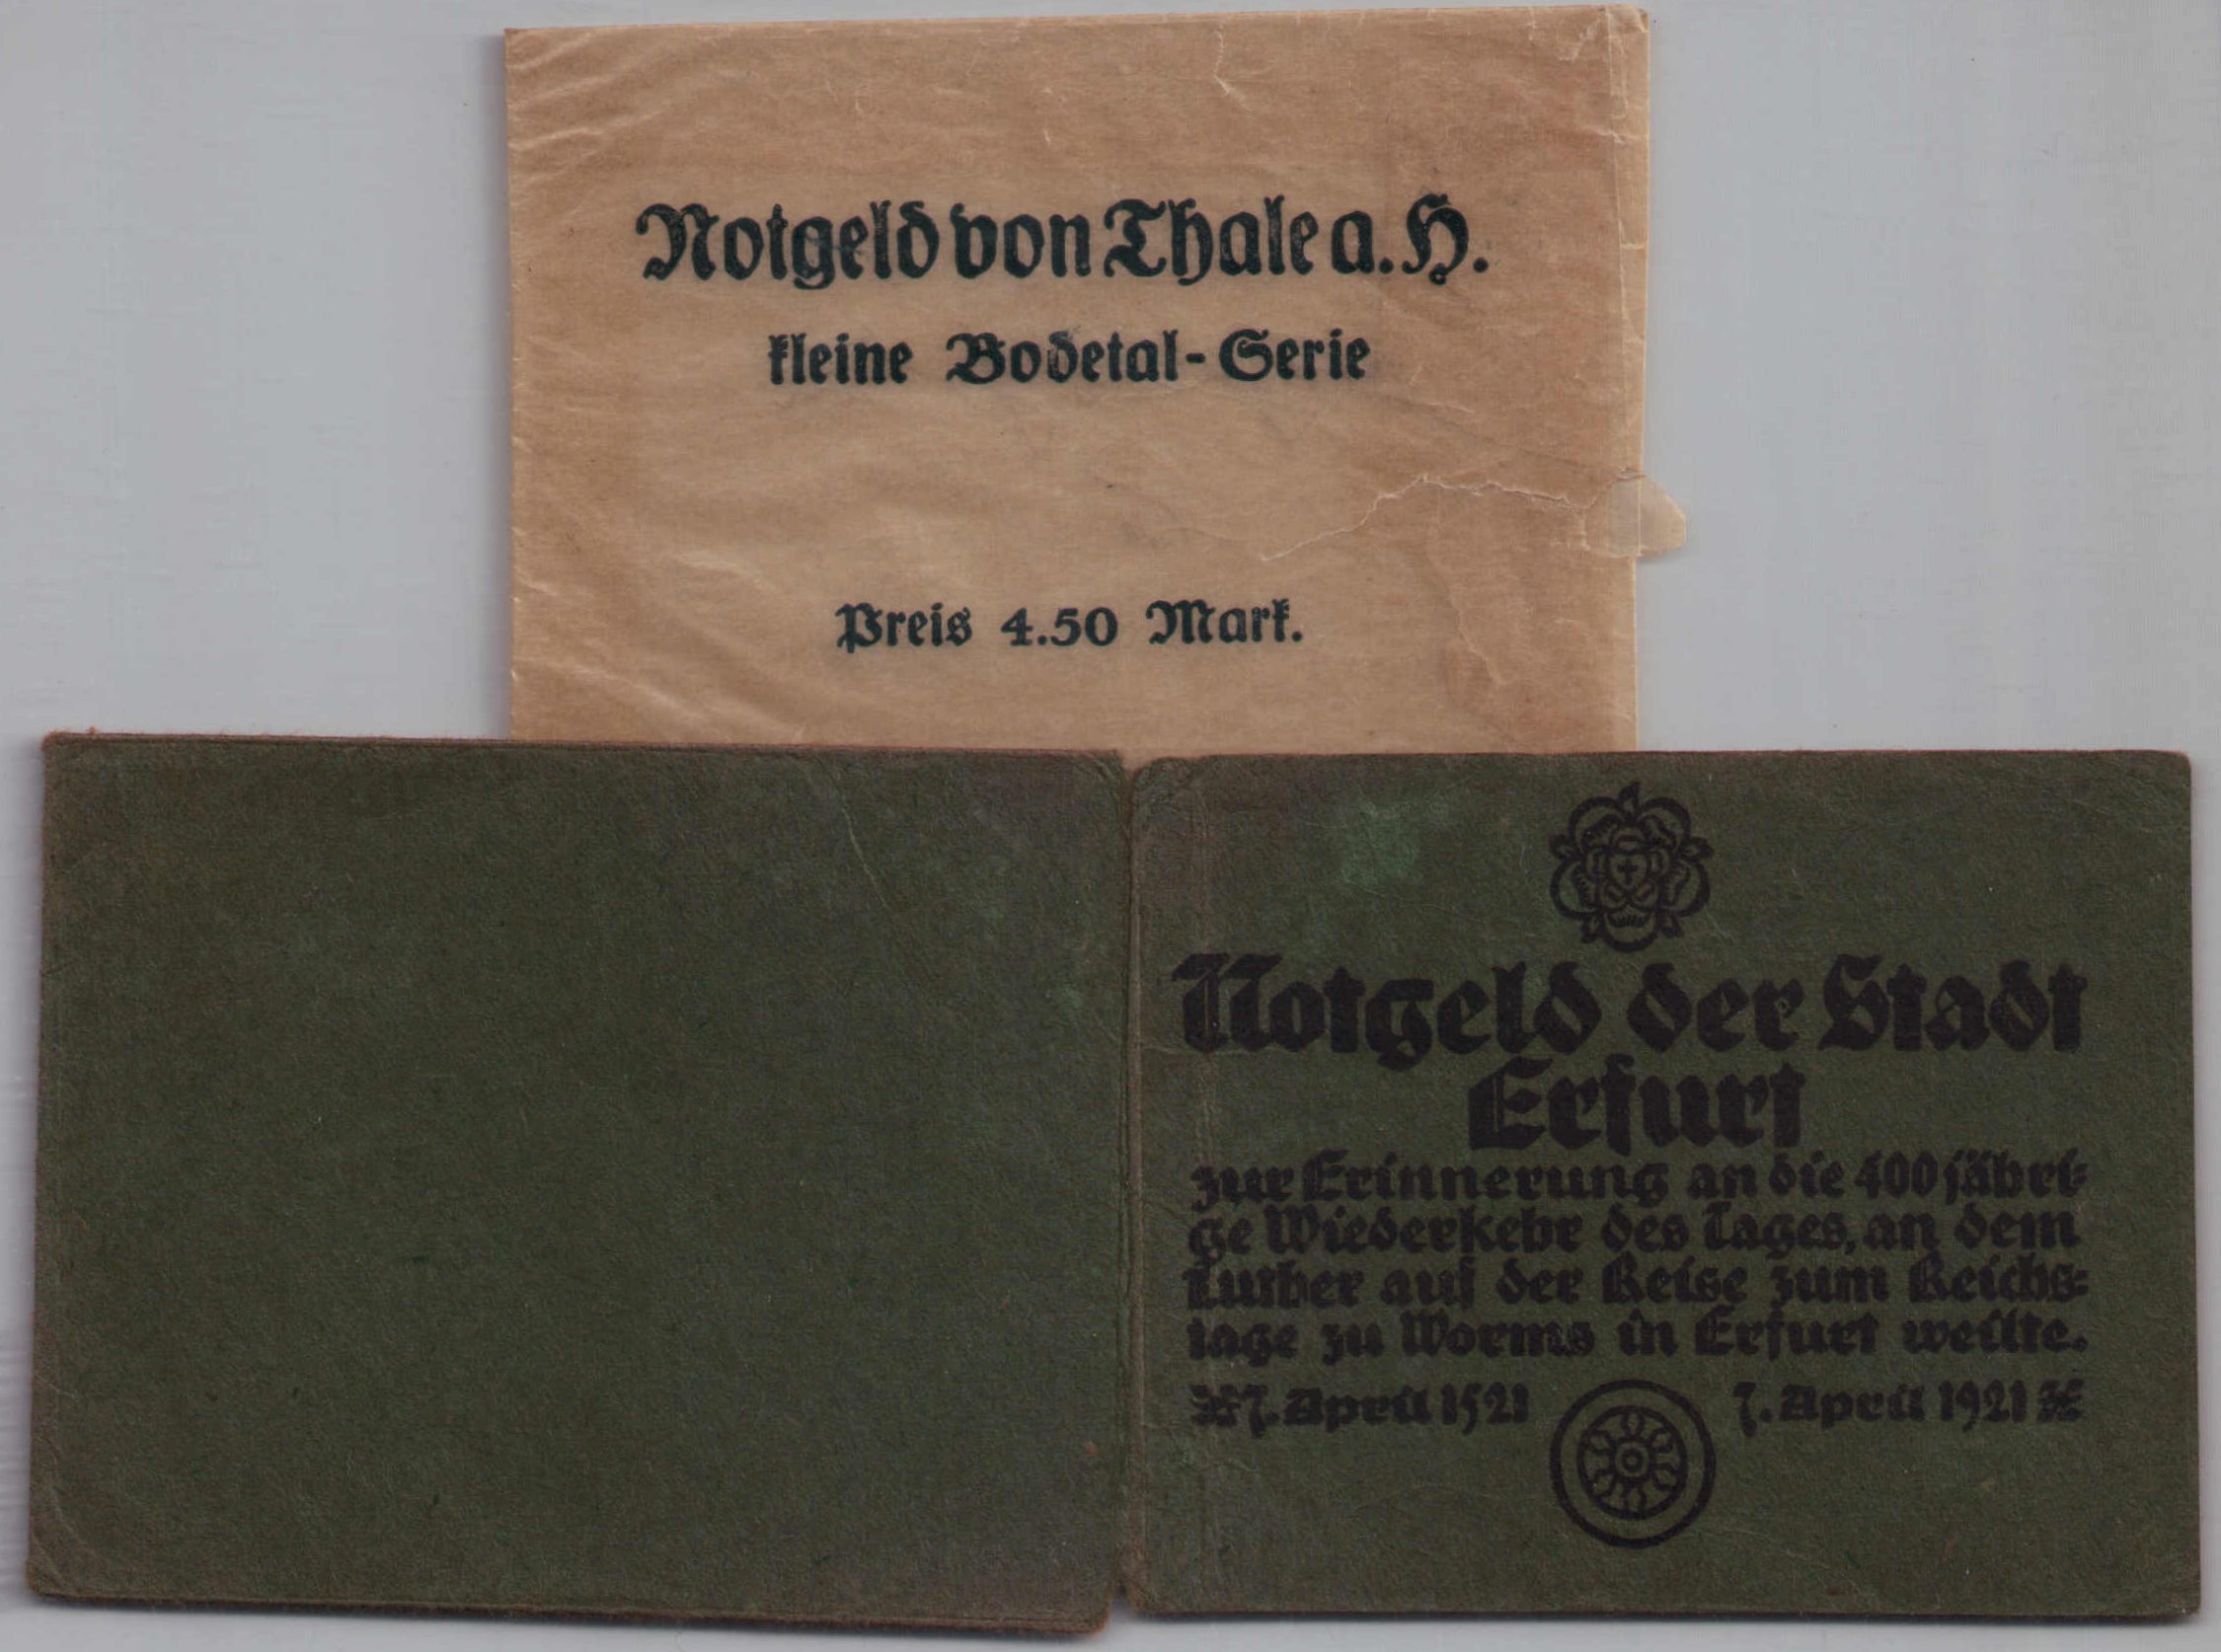 Notgeld von Thale a. H.
kleine Bodetal-Serie
Preis 4.50 Mark.
Notgeld der Stadt
Erfurt
zur Erinnerung an die 400jähri-
ge Wiederkehr des Tages, an dem
Luther auf der Reise zum Reichs-
tage zu Worms in Erfurt weilte.
7. April 1521 7. April 1921